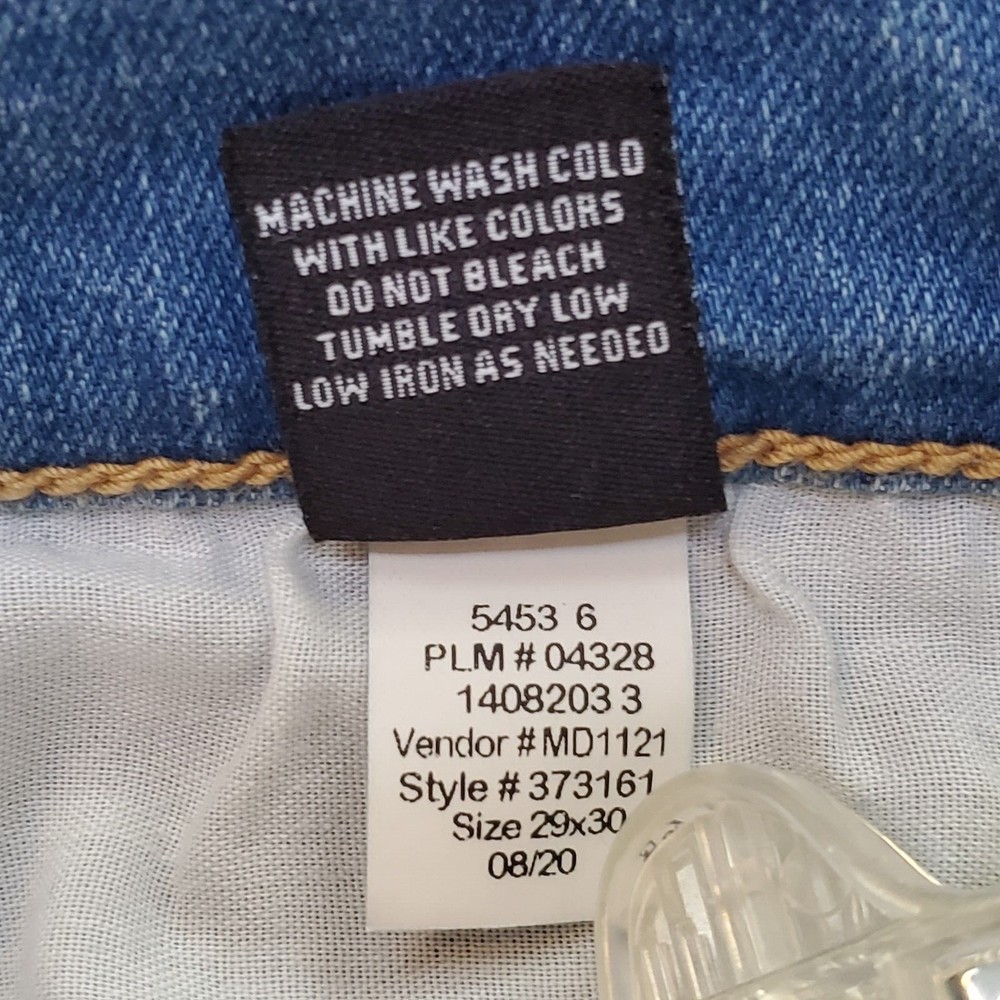 MACHINE WASH COLD
WITH LIKE COLORS
DO NOT BLEACH
TUMBLE DRY LOW
LOW IRON AS NEEDED
5453 6
PLM # 04328
1408203 3
Vendor # MD1121
Style # 373161
Size 29x30
08/20